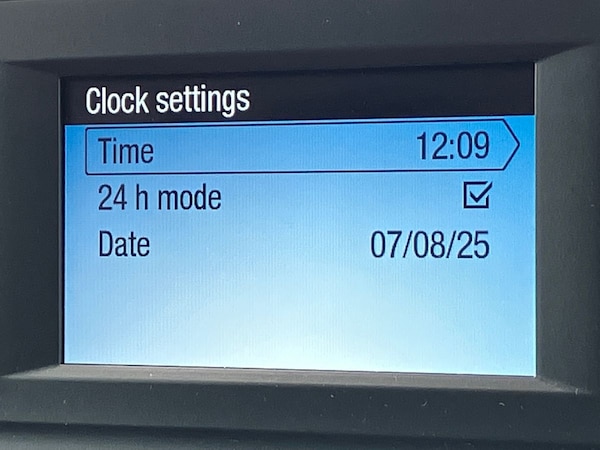 Clock settings
Time 12:09
24 h mode
Date 07/08/25